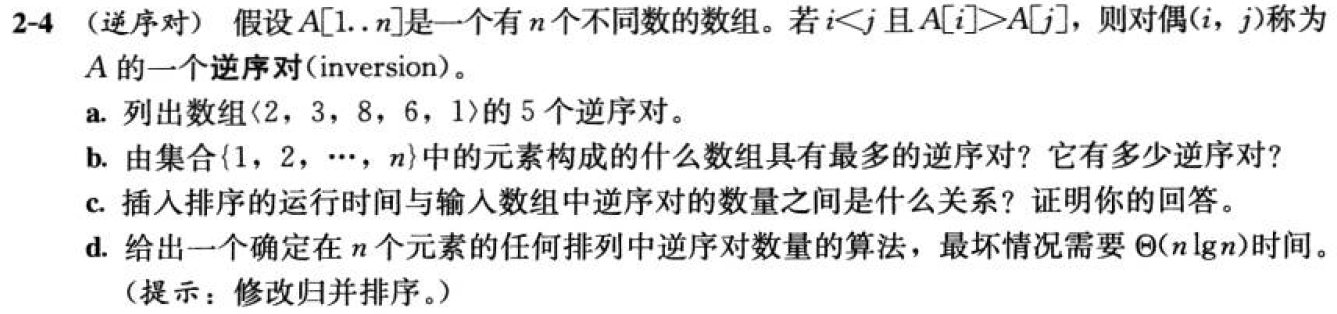 2-4 （逆序对） 假设A[1..n]是一个有n个不同数的数组。若i<j且A[i]>A[j]，则对偶(i，j)称为
A的一个逆序对(inversion)。
a. 列出数组〈2，3，8，6，1〉的5个逆序对。
b. 由集合{1，2，…，n}中的元素构成的什么数组具有最多的逆序对？它有多少逆序对？
c. 插入排序的运行时间与输入数组中逆序对的数量之间是什么关系？证明你的回答。
d. 给出一个确定在n个元素的任何排列中逆序对数量的算法，最坏情况需要Θ(n lg n)时间。
（提示：修改归并排序。）